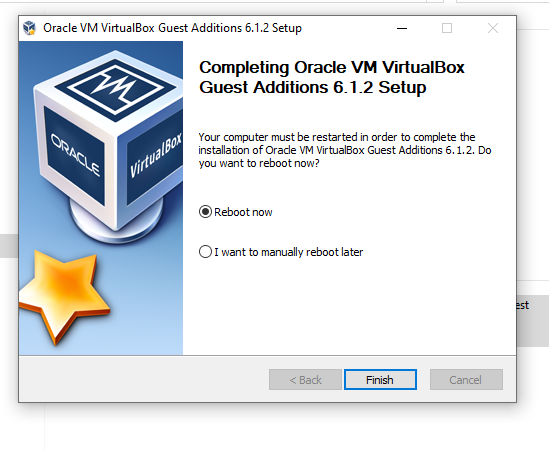 Oracle VM VirtualBox Guest Additions 6.1.2 Setup
Completing Oracle VM VirtualBox
Guest Additions 6.1.2 Setup
Your computer must be restarted in order to complete the
installation of Oracle VM VirtualBox Guest Additions 6.1.2. Do
you want to reboot now?
Reboot now
I want to manually reboot later
ORACLE
VirtualBox
est
< Back
Finish
Cancel